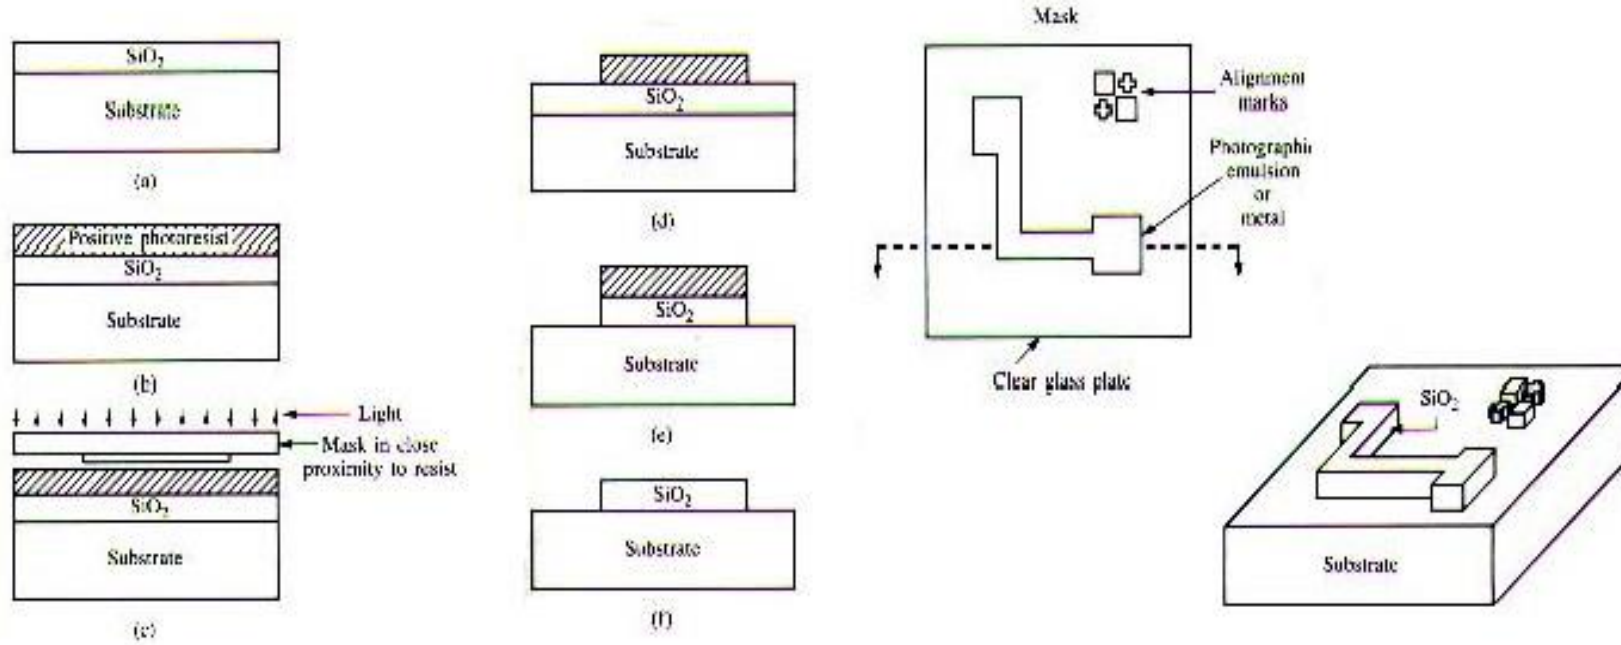 SiO₂
Substrate
(a)
Positive photoresist
SiO₂
Substrate
(b)
Light
Mask in close
proximity to resist
SiO₂
Substrate
(c)
SiO₂
Substrate
(d)
SiO₂
Substrate
(e)
SiO₂
Substrate
(f)
Mask
Alignment
marks
Photographic
emulsion
or
metal
Clear glass plate
SiO₂
Substrate